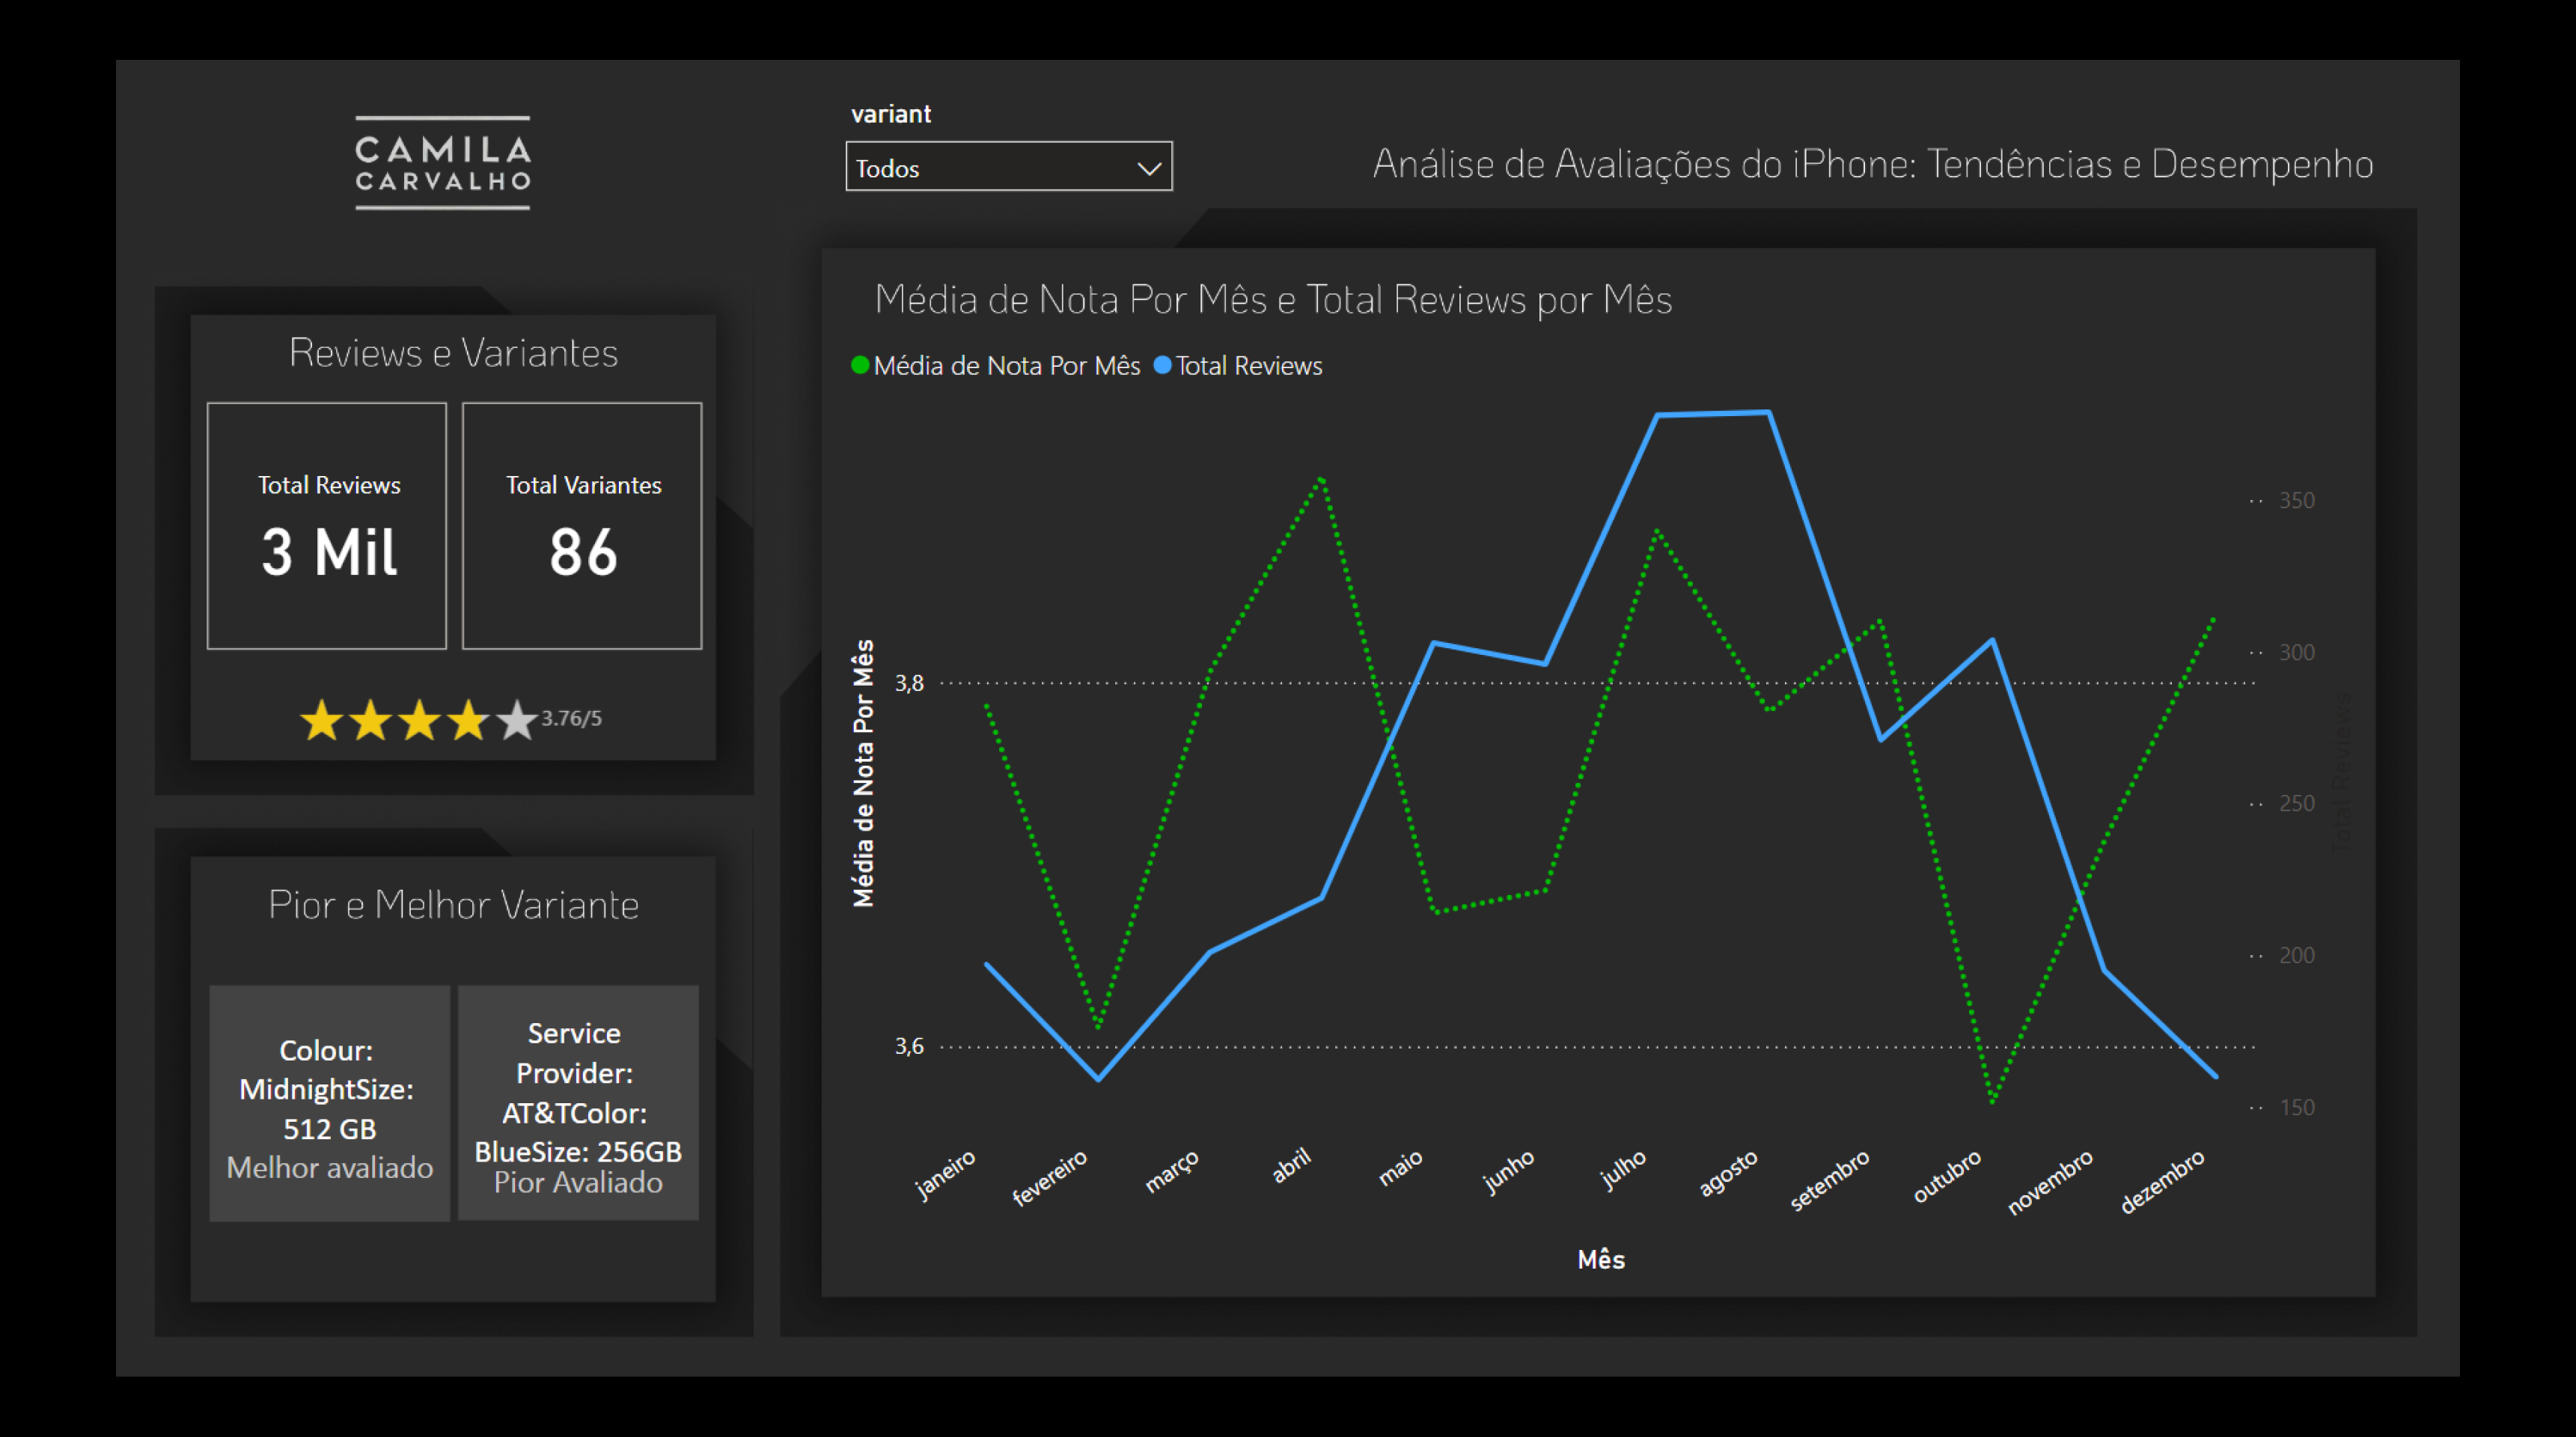 CAMILA
CARVALHO
variant
Todos
Análise de Avaliações do iPhone: Tendências e Desempenho
Reviews e Variantes
Total Reviews
3 Mil
Total Variantes
86
3.76/5
Pior e Melhor Variante
Colour:
MidnightSize:
512 GB
Melhor avaliado
Service
Provider:
AT&TColor:
BlueSize: 256GB
Pior Avaliado
Média de Nota Por Mês e Total Reviews por Mês
Média de Nota Por Mês
Total Reviews
Média de Nota Por Mês
3,8
3,6
350
300
250
200
150
Total Reviews
janeiro
fevereiro
março
abril
maio
junho
julho
agosto
setembro
outubro
novembro
dezembro
Mês